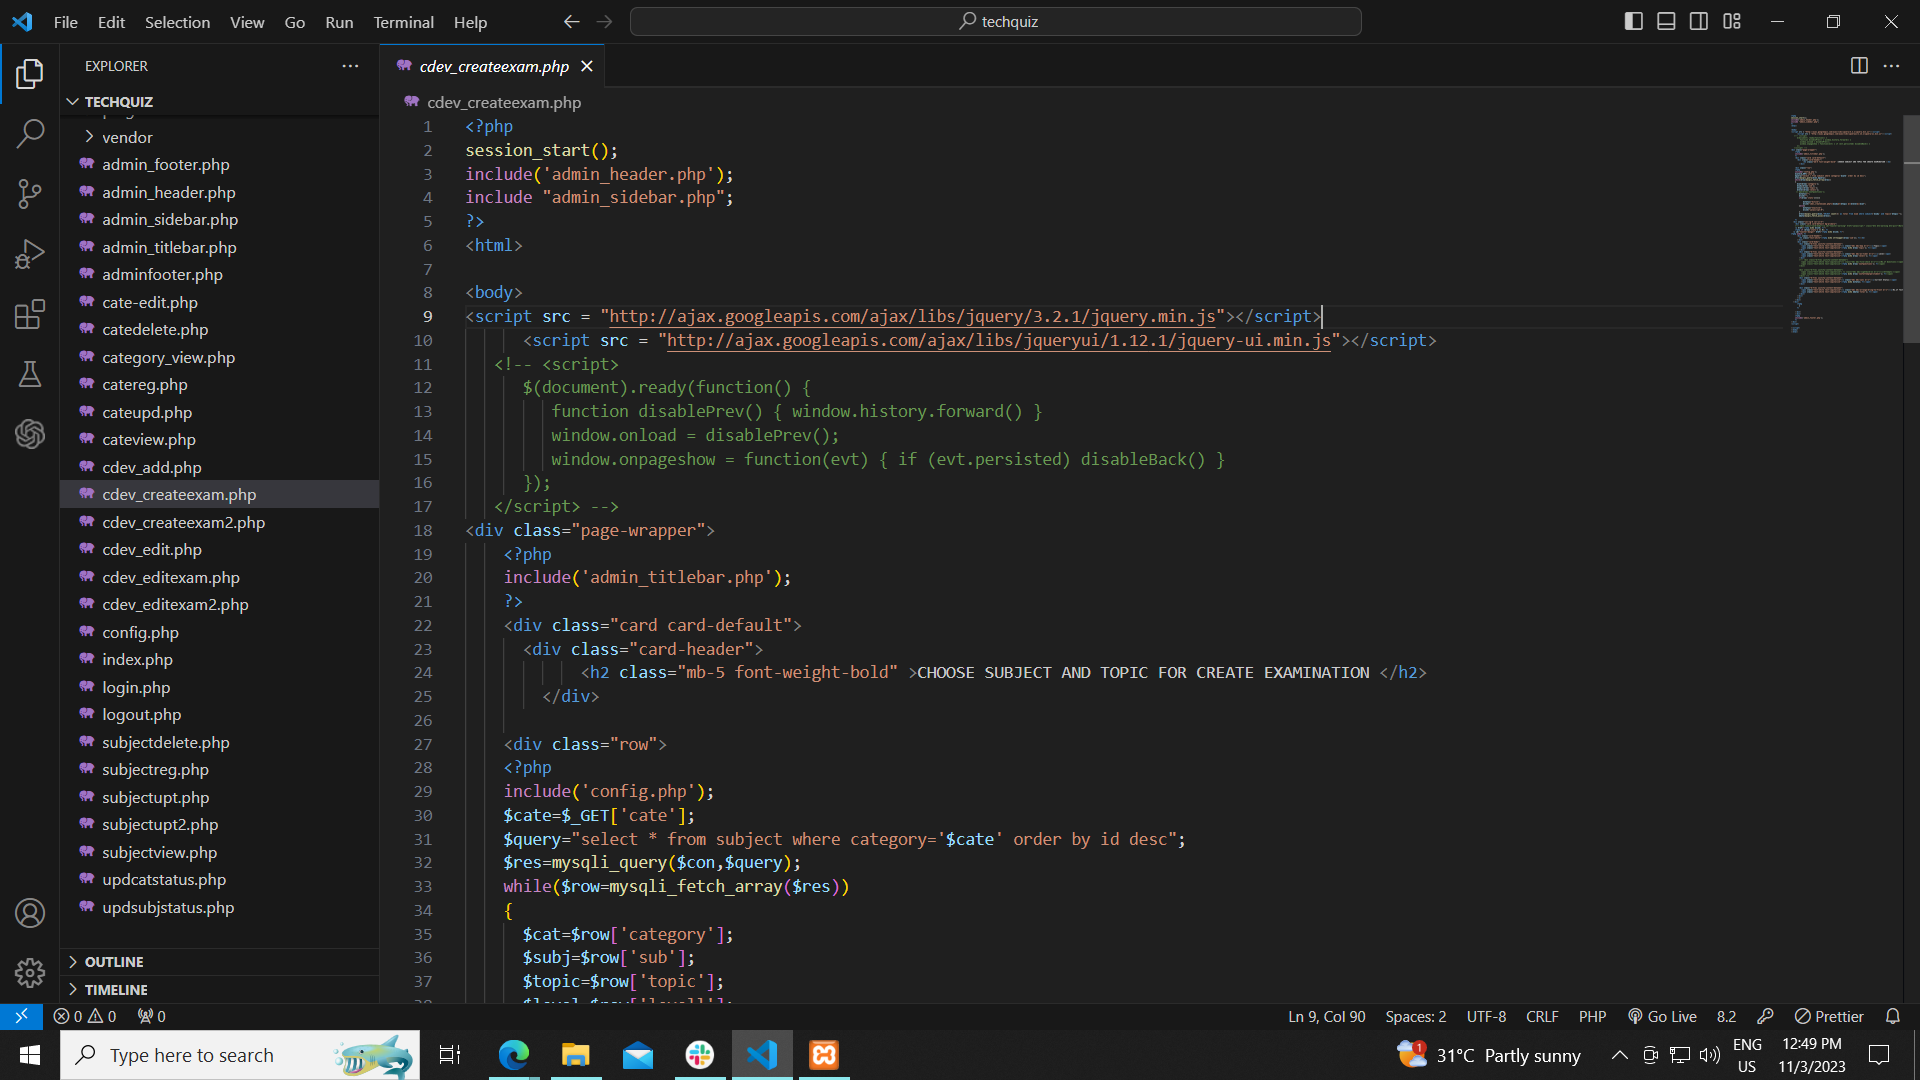 File Edit Selection View Go Run Terminal Help
techquiz
EXPLORER
TECHQUIZ
vendor
admin_footer.php
admin_header.php
admin_sidebar.php
admin_titlebar.php
adminfooter.php
cate-edit.php
catedelete.php
category_view.php
catereg.php
cateupd.php
cateview.php
cdev_add.php
cdev_createexam.php
cdev_createexam2.php
cdev_edit.php
cdev_editexam.php
cdev_editexam2.php
config.php
index.php
login.php
logout.php
subjectdelete.php
subjectreg.php
subjectupt.php
subjectupt2.php
subjectview.php
updcatstatus.php
updsubjstatus.php
OUTLINE
TIMELINE
cdev_createexam.php
cdev_createexam.php
1 <?php
2 session_start();
3 include('admin_header.php');
4 include "admin_sidebar.php";
5 ?>
6 <html>
7
8 <body>
9 <script src = "http://ajax.googleapis.com/ajax/libs/jquery/3.2.1/jquery.min.js"></script>
10 <script src = "http://ajax.googleapis.com/ajax/libs/jqueryui/1.12.1/jquery-ui.min.js"></script>
11 <!-- <script>
12 $(document).ready(function() {
13 function disablePrev() { window.history.forward() }
14 window.onload = disablePrev();
15 window.onpageshow = function(evt) { if (evt.persisted) disableBack() }
16 });
17 </script> -->
18 <div class="page-wrapper">
19 <?php
20 include('admin_titlebar.php');
21 ?>
22 <div class="card card-default">
23 <div class="card-header">
24 <h2 class="mb-5 font-weight-bold" >CHOOSE SUBJECT AND TOPIC FOR CREATE EXAMINATION </h2>
25 </div>
26
27 <div class="row">
28 <?php
29 include('config.php');
30 $cate=$_GET['cate'];
31 $query="select * from subject where category='$cate' order by id desc";
32 $res=mysqli_query($con,$query);
33 while($row=mysqli_fetch_array($res))
34 {
35 $cat=$row['category'];
36 $subj=$row['sub'];
37 $topic=$row['topic'];
0 0 0
Ln 9, Col 90 Spaces: 2 UTF-8 CRLF PHP Go Live 8.2 Prettier
Type here to search
1 31°C Partly sunny
ENG
US
12:49 PM
11/3/2023